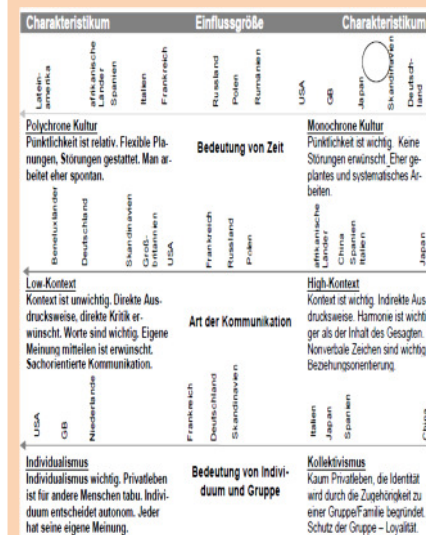 Charakteristikum Einflussgröße Charakteristikum
Latein-
amerika
afrikanische
Länder
Spanien
Italien
Frankreich
Russland
Polen
Rumänien
USA
GB
Japan
Skandinavien
Deutsch-
land
Polychrone Kultur
Pünktlichkeit ist relativ. Flexible Pla-
nungen, Störungen gestattet. Man ar-
beitet eher spontan.
Bedeutung von Zeit
Monochrone Kultur
Pünktlichkeit ist wichtig. Keine
Störungen erwünscht. Eher ge-
plantes und systematisches Ar-
beiten.
Beneluxländer
Deutschland
Skandinavien
Groß-
britannien
USA
Frankreich
Russland
Polen
afrikanische
Länder
China
Spanien
Italien
Japan
Low-Kontext
Kontext ist unwichtig. Direkte Aus-
drucksweise, direkte Kritik er-
wünscht. Worte sind wichtig. Eigene
Meinung mitteilen ist erwünscht.
Sachorientierte Kommunikation.
Art der Kommunikation
High-Kontext
Kontext ist wichtig. Indirekte Aus-
drucksweise. Harmonie ist wichti
ger als der Inhalt des Gesagten.
Nonverbale Zeichen sind wichtig
Beziehungsorientierung.
USA
GB
Niederlande
Frankreich
Deutschland
Skandinavien
Italien
Japan
Spanien
China
Individualismus
Individualismus wichtig. Privatleben
ist für andere Menschen tabu. Indivi-
duum entscheidet autonom. Jeder
hat seine eigene Meinung.
Bedeutung von Indivi-
duum und Gruppe
Kollektivismus
Kaum Privatleben, die Identität
wird durch die Zugehörigkeit zu
einer Gruppe/Familie begründet.
Schutz der Gruppe – Loyalität.